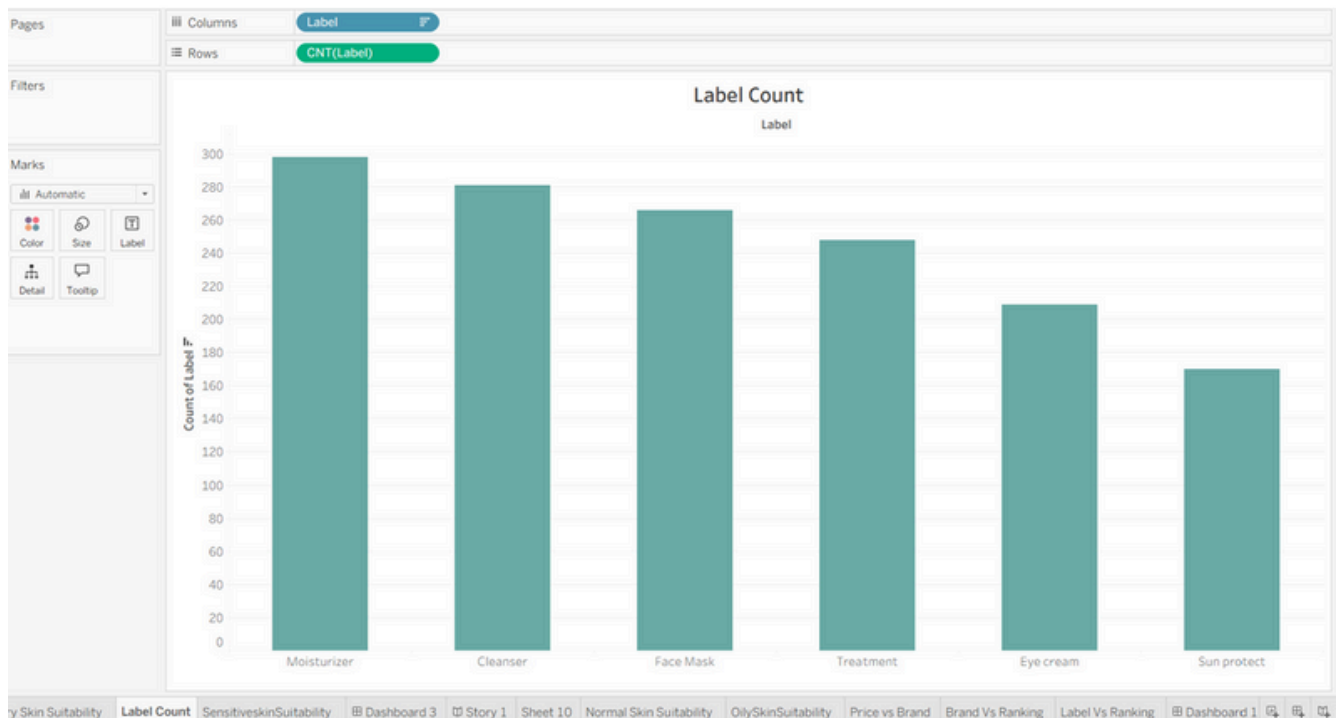 Pages
Columns
Label
Rows
CNT(Label)
Filters
Marks
Automatic
Color
Size
Label
Detail
Tooltip
Label Count
Label
Count of Label
300
280
260
240
220
200
180
160
140
120
100
80
60
40
20
0
Moisturizer
Cleanser
Face Mask
Treatment
Eye cream
Sun protect
y Skin Suitability
Label Count
SensitiveskinSuitability
Dashboard 3
Story 1
Sheet 10
Normal Skin Suitability
OilySkinSuitability
Price vs Brand
Brand Vs Ranking
Label Vs Ranking
Dashboard 1